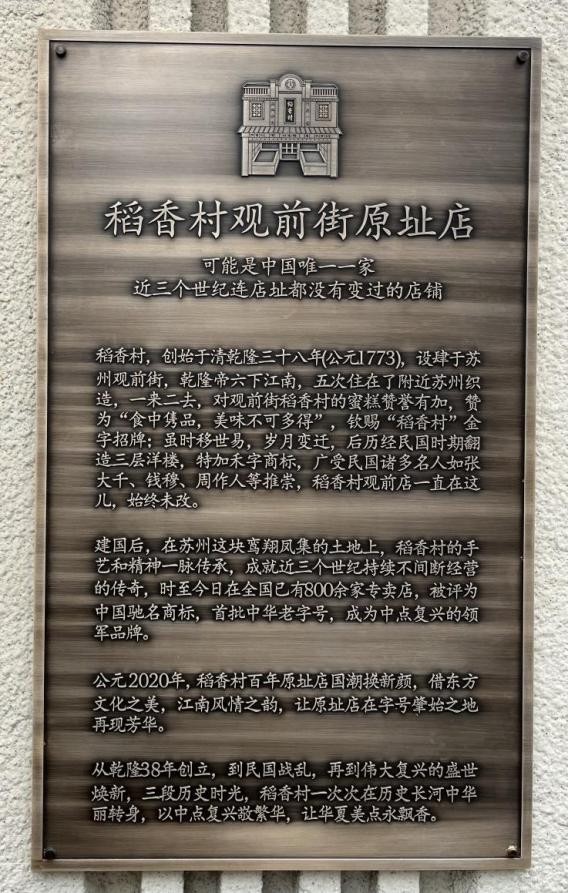 稻香村
稻香村观前街原址店
可能是中国唯一一家
近三个世纪连店址都没有变过的店铺
稻香村，创始于清乾隆三十八年(公元1773)，设肆于苏
州观前街，乾隆帝六下江南，五次住在了附近苏州织
造，一来二去，对观前街稻香村的蜜糕赞誉有加，赞
为“食中隽品，美味不可多得”，钦赐“稻香村”金
字招牌；虽时移世易，岁月变迁，后历经民国时期翻
造三层洋楼，特加禾字商标，广受民国诸多名人如张
大千、钱穆、周作人等推崇，稻香村观前店一直在这
儿，始终未改。
建国后，在苏州这块鸾翔凤集的土地上，稻香村的手
艺和精神一脉传承，成就近三个世纪持续不间断经营
的传奇，时至今日在全国已有800余家专卖店，被评为
中国驰名商标，首批中华老字号，成为中点复兴的领
军品牌。
公元2020年，稻香村百年原址店国潮换新颜，借东方
文化之美，江南风情之韵，让原址店在字号肇始之地
再现芳华。
从乾隆38年创立，到民国战乱，再到伟大复兴的盛世
焕新，三段历史时光，稻香村一次次在历史长河中华
丽转身，以中点复兴敬繁华，让华夏美点永飘香。